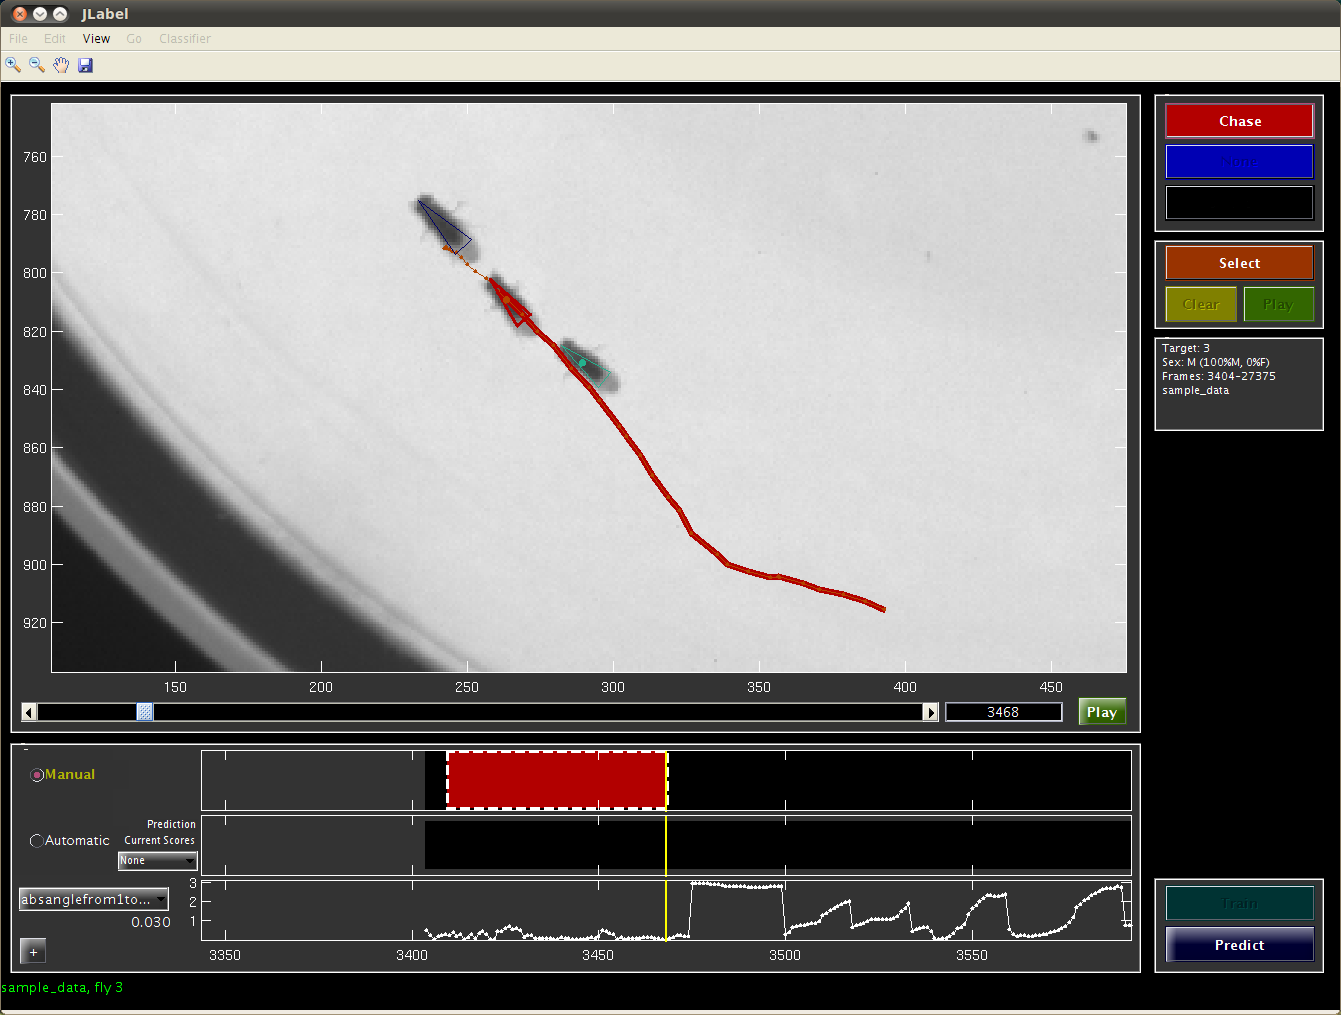 JLabel
File Edit View Go Classifier
760
780
800
820
840
860
880
900
920
150 200 250 300 350 400 450
3468 Play
Chase
Select
Clear Play
Target: 3
Sex: M (100%M, 0%F)
Frames: 3404-27375
sample_data
Manual
Prediction
Automatic Current Scores
None
absanglefrom1to...
0.030
3
2
1
+
3350 3400 3450 3500 3550
Train
Predict
sample_data, fly 3